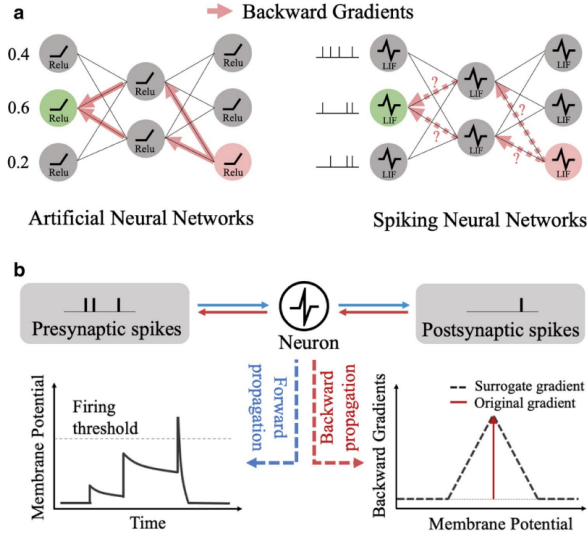 a
Backward Gradients
0.4
Relu
Relu
LIF
LIF
Relu
LIF
0.6
Relu
Relu
LIF
LIF
?
?
?
?
Relu
LIF
0.2
Relu
Relu
LIF
LIF
Artificial Neural Networks
Spiking Neural Networks
b
Presynaptic spikes
Neuron
Postsynaptic spikes
Forward
propagation
Backward
propagation
Membrane Potential
Firing
threshold
Time
Backward Gradients
Surrogate gradient
Original gradient
Membrane Potential